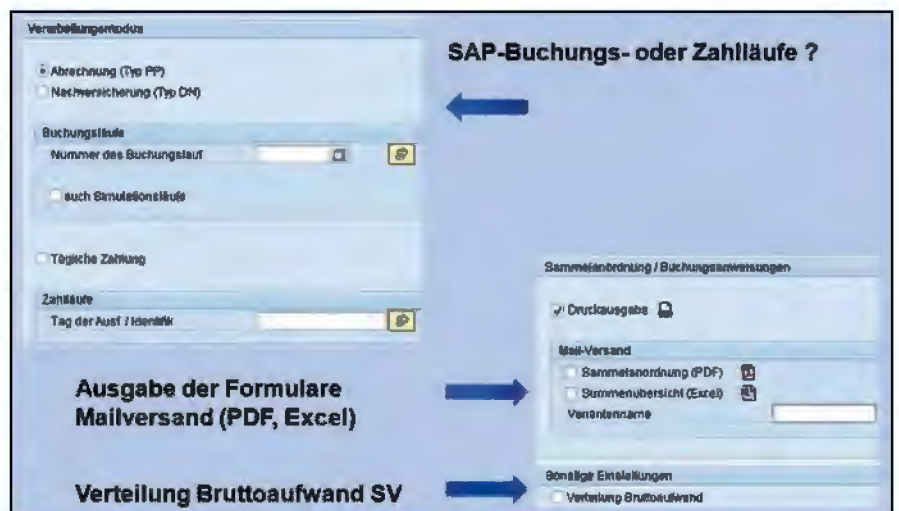 Verarbeitungsmodus
SAP-Buchungs- oder Zahlläufe ?
Abrechnung (Typ PP)
Nachversicherung (Typ DN)
Buchungsläufe
Nummer des Buchungslauf
auch Simulationsläufe
Tägliche Zahlung
Zahlläufe
Tag der Ausf. / Identifik
Sammelanordnung / Buchungsanweisungen
Druckausgabe
Mail-Versand
Sammelanordnung (PDF)
Summenübersicht (Excel)
Variantenname
Ausgabe der Formulare
Mailversand (PDF, Excel)
Sonstige Einstellungen
Verteilung Bruttoaufwand
Verteilung Bruttoaufwand SV